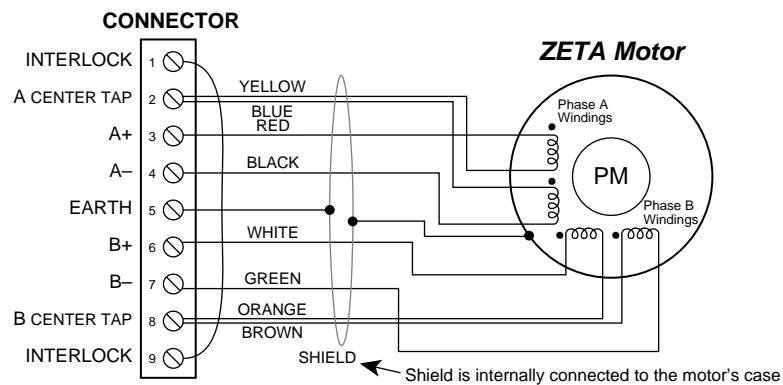 CONNECTOR
ZETA Motor
INTERLOCK 1
A CENTER TAP 2 YELLOW
BLUE
A+ 3 RED
A– 4 BLACK
EARTH 5
B+ 6 WHITE
B– 7 GREEN
B CENTER TAP 8 ORANGE
BROWN
INTERLOCK 9
SHIELD
Phase A
Windings
PM
Phase B
Windings
Shield is internally connected to the motor's case